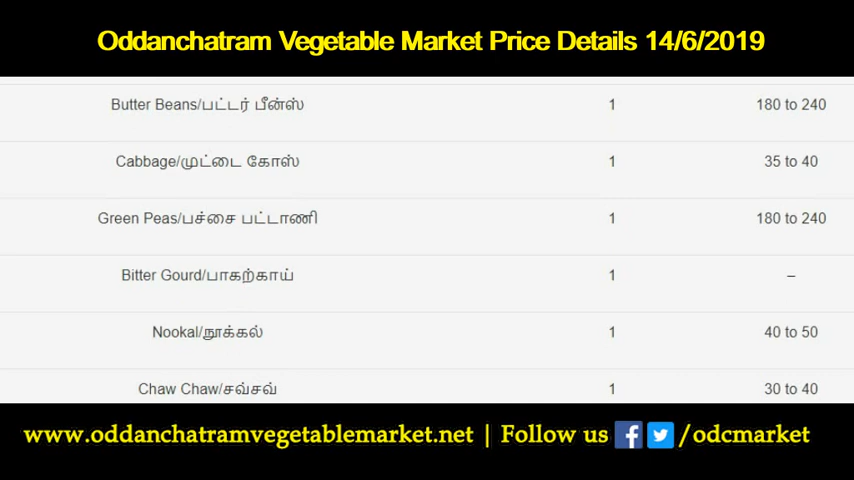 Oddanchatram Vegetable Market Price Details 14/6/2019
Butter Beans/பட்டர் பீன்ஸ் 1 180 to 240
Cabbage/முட்டை கோஸ் 1 35 to 40
Green Peas/பச்சை பட்டாணி 1 180 to 240
Bitter Gourd/பாகற்காய் 1 –
Nookal/நூக்கல் 1 40 to 50
Chaw Chaw/சவ்சவ் 1 30 to 40
www.oddanchatramvegetablemarket.net | Follow us /odcmarket